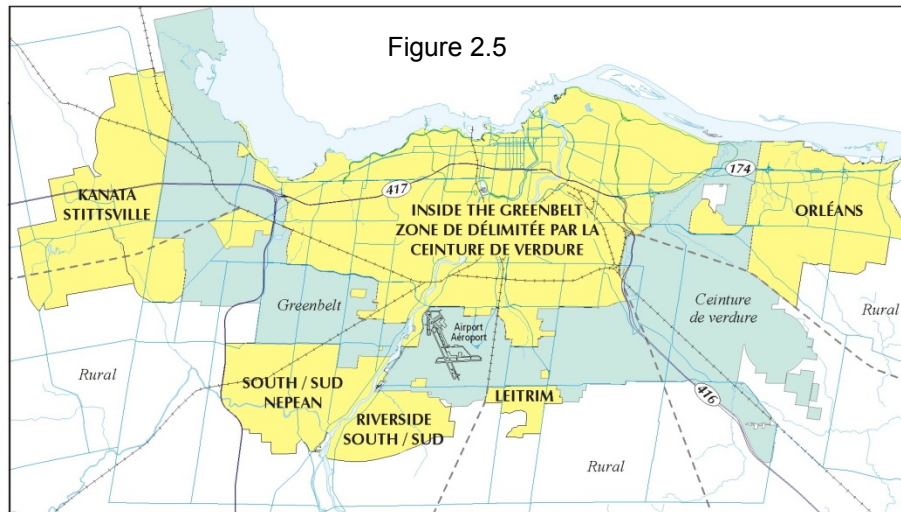 Figure 2.5
174
417
KANATA
STITTSVILLE
INSIDE THE GREENBELT
ZONE DE DÉLIMITÉE PAR LA
CEINTURE DE VERDURE
ORLÉANS
Greenbelt
Ceinture
de verdure
Rural
Airport
Aéroport
Rural
SOUTH / SUD
NEPEAN
LEITRIM
416
RIVERSIDE
SOUTH / SUD
Rural